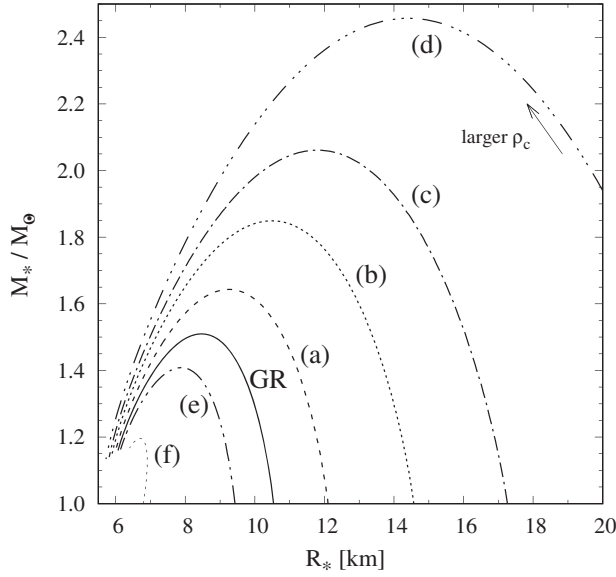 2.4
2.2
2.0
1.8
1.6
1.4
1.2
1.0
M* / M☉
(d)
larger ρc
(c)
(b)
(a)
GR
(e)
(f)
6 8 10 12 14 16 18 20
R* [km]